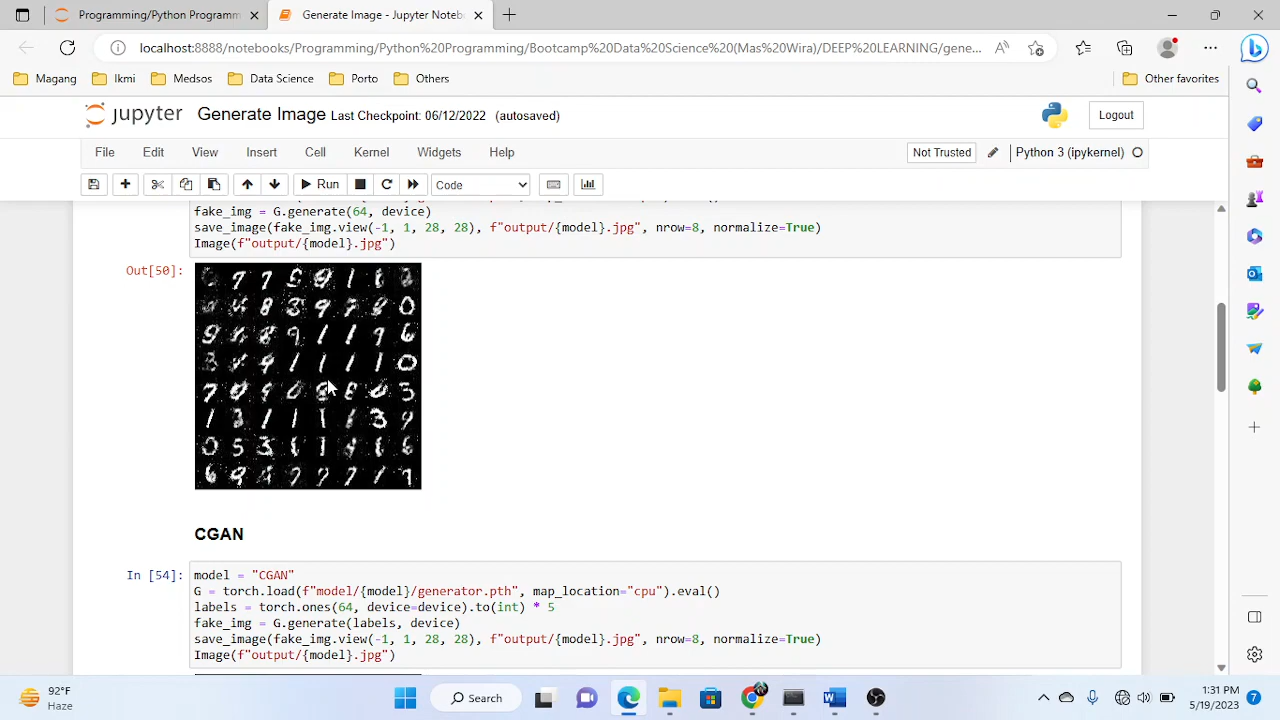 Programming/Python Programm
Generate Image - Jupyter Noteb
localhost:8888/notebooks/Programming/Python%20Programming/Bootcamp%20Data%20Science%20(Mas%20Wira)/DEEP%20LEARNING/gene...
Magang
Ikmi
Medsos
Data Science
Porto
Others
Other favorites
jupyter Generate Image Last Checkpoint: 06/12/2022 (autosaved)
Logout
File Edit View Insert Cell Kernel Widgets Help
Not Trusted
Python 3 (ipykernel)
Run
Code
fake_img = G.generate(64, device)
save_image(fake_img.view(-1, 1, 28, 28), f"output/{model}.jpg", nrow=8, normalize=True)
Image(f"output/{model}.jpg")
Out[50]:
CGAN
In [54]:
model = "CGAN"
G = torch.load(f"model/{model}/generator.pth", map_location="cpu").eval()
labels = torch.ones(64, device=device).to(int) * 5
fake_img = G.generate(labels, device)
save_image(fake_img.view(-1, 1, 28, 28), f"output/{model}.jpg", nrow=8, normalize=True)
Image(f"output/{model}.jpg")
92°F
Haze
Search
1:31 PM
5/19/2023
7